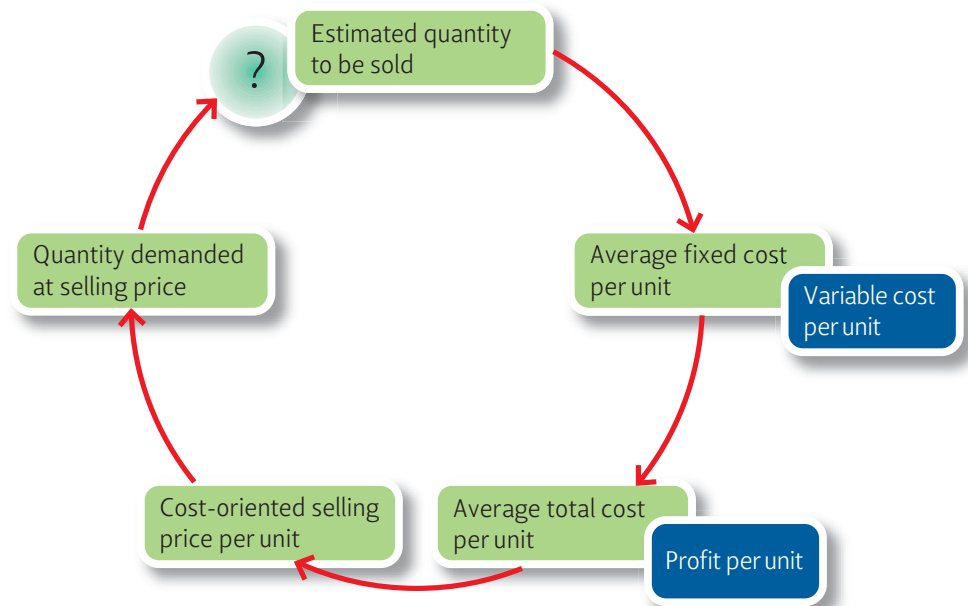 ?
Estimated quantity
to be sold
Average fixed cost
per unit
Variable cost
per unit
Average total cost
per unit
Profit per unit
Cost-oriented selling
price per unit
Quantity demanded
at selling price